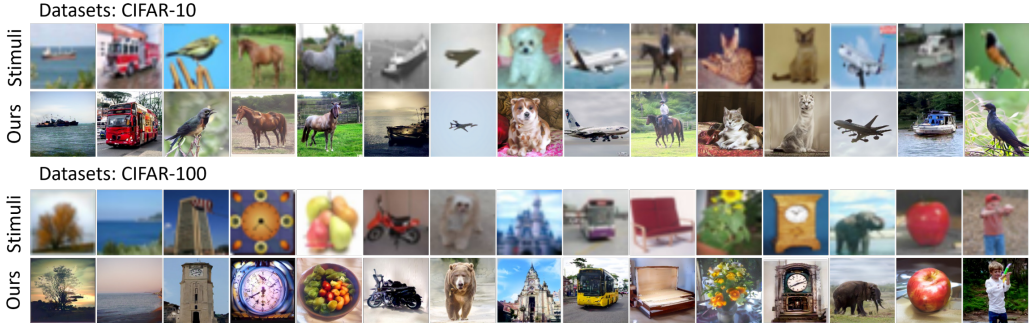 Datasets: CIFAR-10
Stimuli
Ours
Datasets: CIFAR-100
Stimuli
Ours